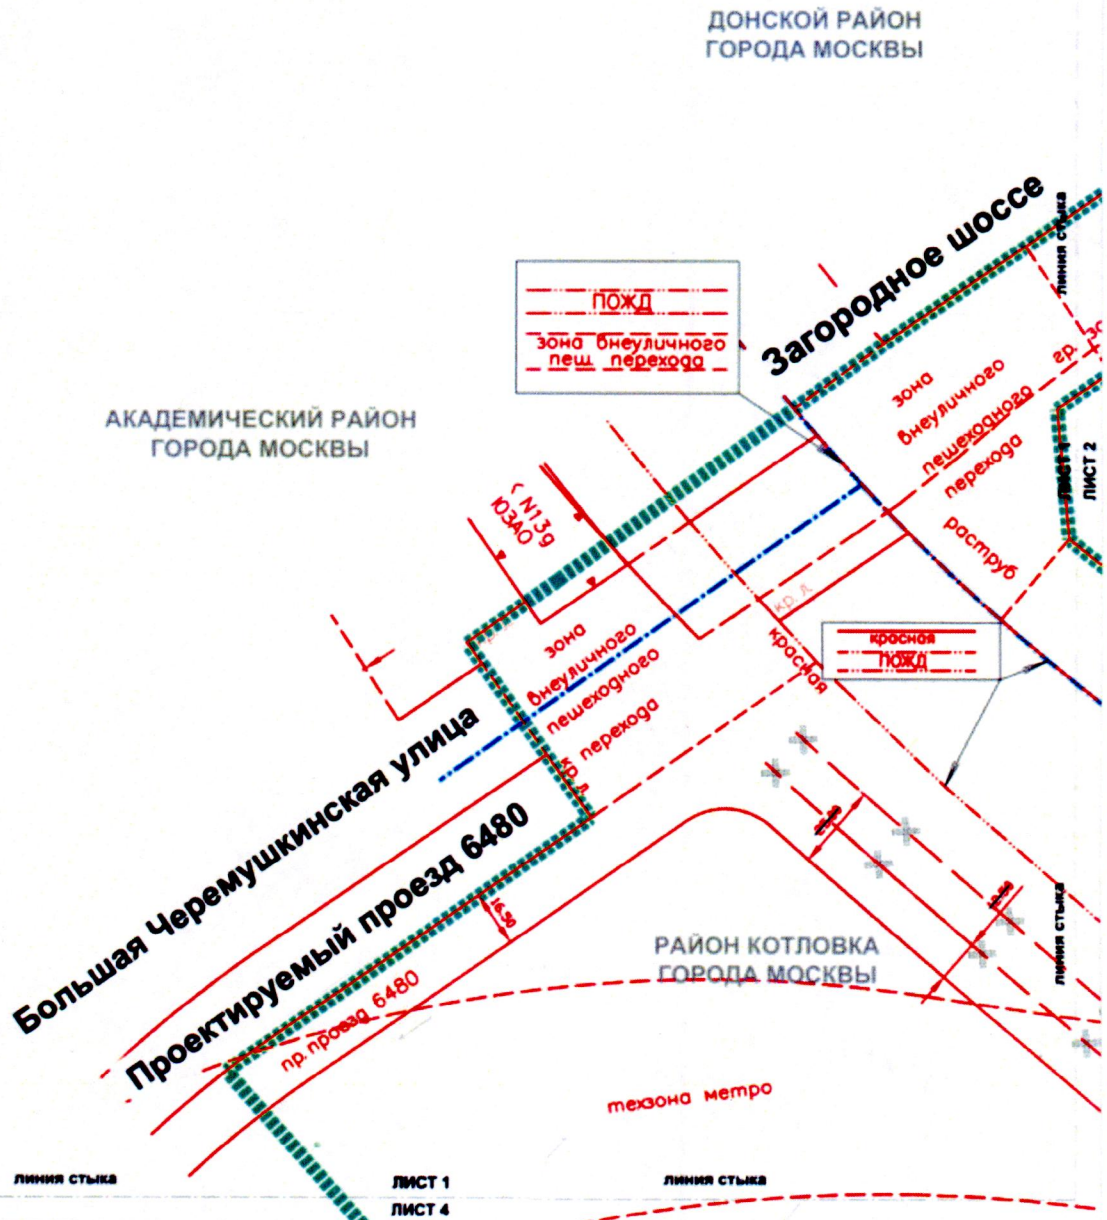 ДОНСКОЙ РАЙОН
ГОРОДА МОСКВЫ
Загородное шоссе
линия стыка
ПОЖД
зона внеуличного
пеш. перехода
АКАДЕМИЧЕСКИЙ РАЙОН
ГОРОДА МОСКВЫ
зона
внеуличного
пешеходного
перехода
гр.
раструб
ЛИСТ 1
ЛИСТ 2
ЮЗАО
кр. л.
красная
красная
ПОЖД
зона
внеуличного
пешеходного
перехода
кр. л.
Большая Черемушкинская улица
Проектируемый проезд 6480
16.50
пр. проезд 6480
РАЙОН КОТЛОВКА
ГОРОДА МОСКВЫ
линия стыка
техзона метро
линия стыка
ЛИСТ 1
линия стыка
ЛИСТ 4